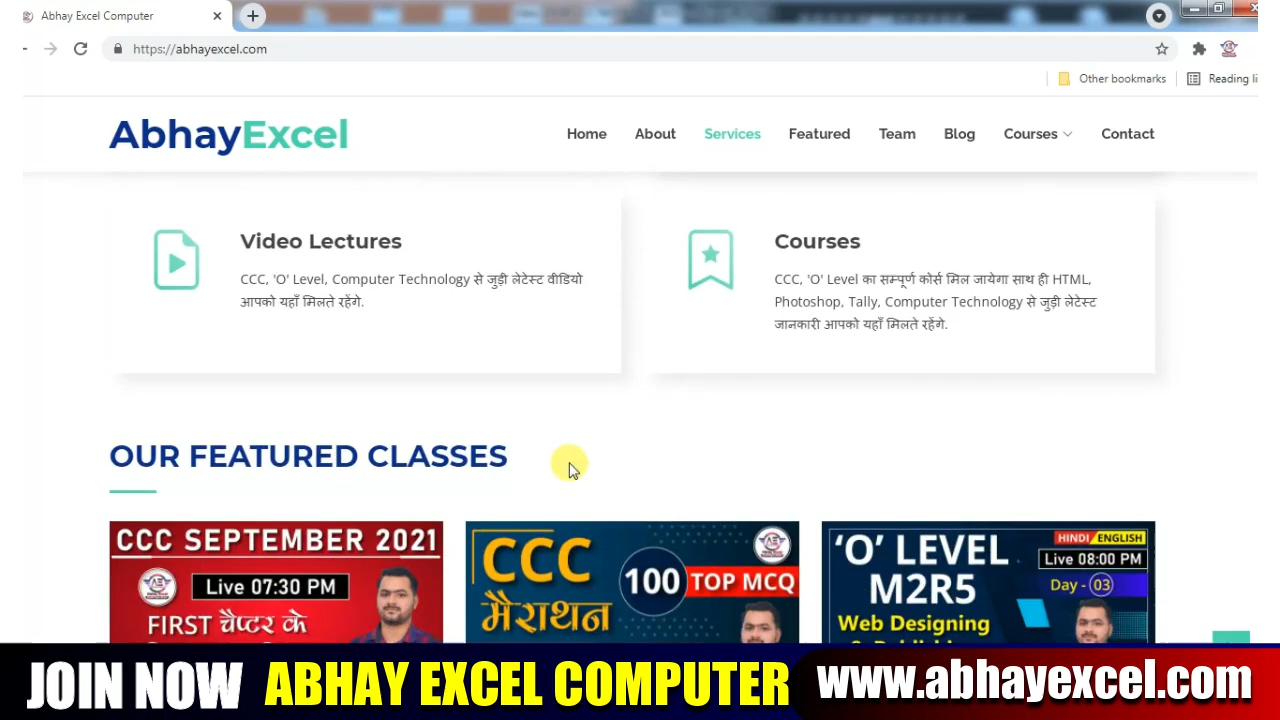 Abhay Excel Computer
https://abhayexcel.com
Other bookmarks
AbhayExcel
Home About Services Featured Team Blog Courses Contact
Video Lectures
CCC, 'O' Level, Computer Technology से जुड़ी लेटेस्ट वीडियो
आपको यहाँ मिलते रहेंगे.
Courses
CCC, 'O' Level का सम्पूर्ण कोर्स मिल जायेगा साथ ही HTML,
Photoshop, Tally, Computer Technology से जुड़ी लेटेस्ट
जानकारी आपको यहाँ मिलते रहेंगे.
OUR FEATURED CLASSES
CCC SEPTEMBER 2021
Live 07:30 PM
FIRST चैप्टर के
CCC
मैराथन
100 TOP MCQ
HINDI ENGLISH
'O' LEVEL
Live 08:00 PM
M2R5
Day - 03
Web Designing
JOIN NOW ABHAY EXCEL COMPUTER www.abhayexcel.com